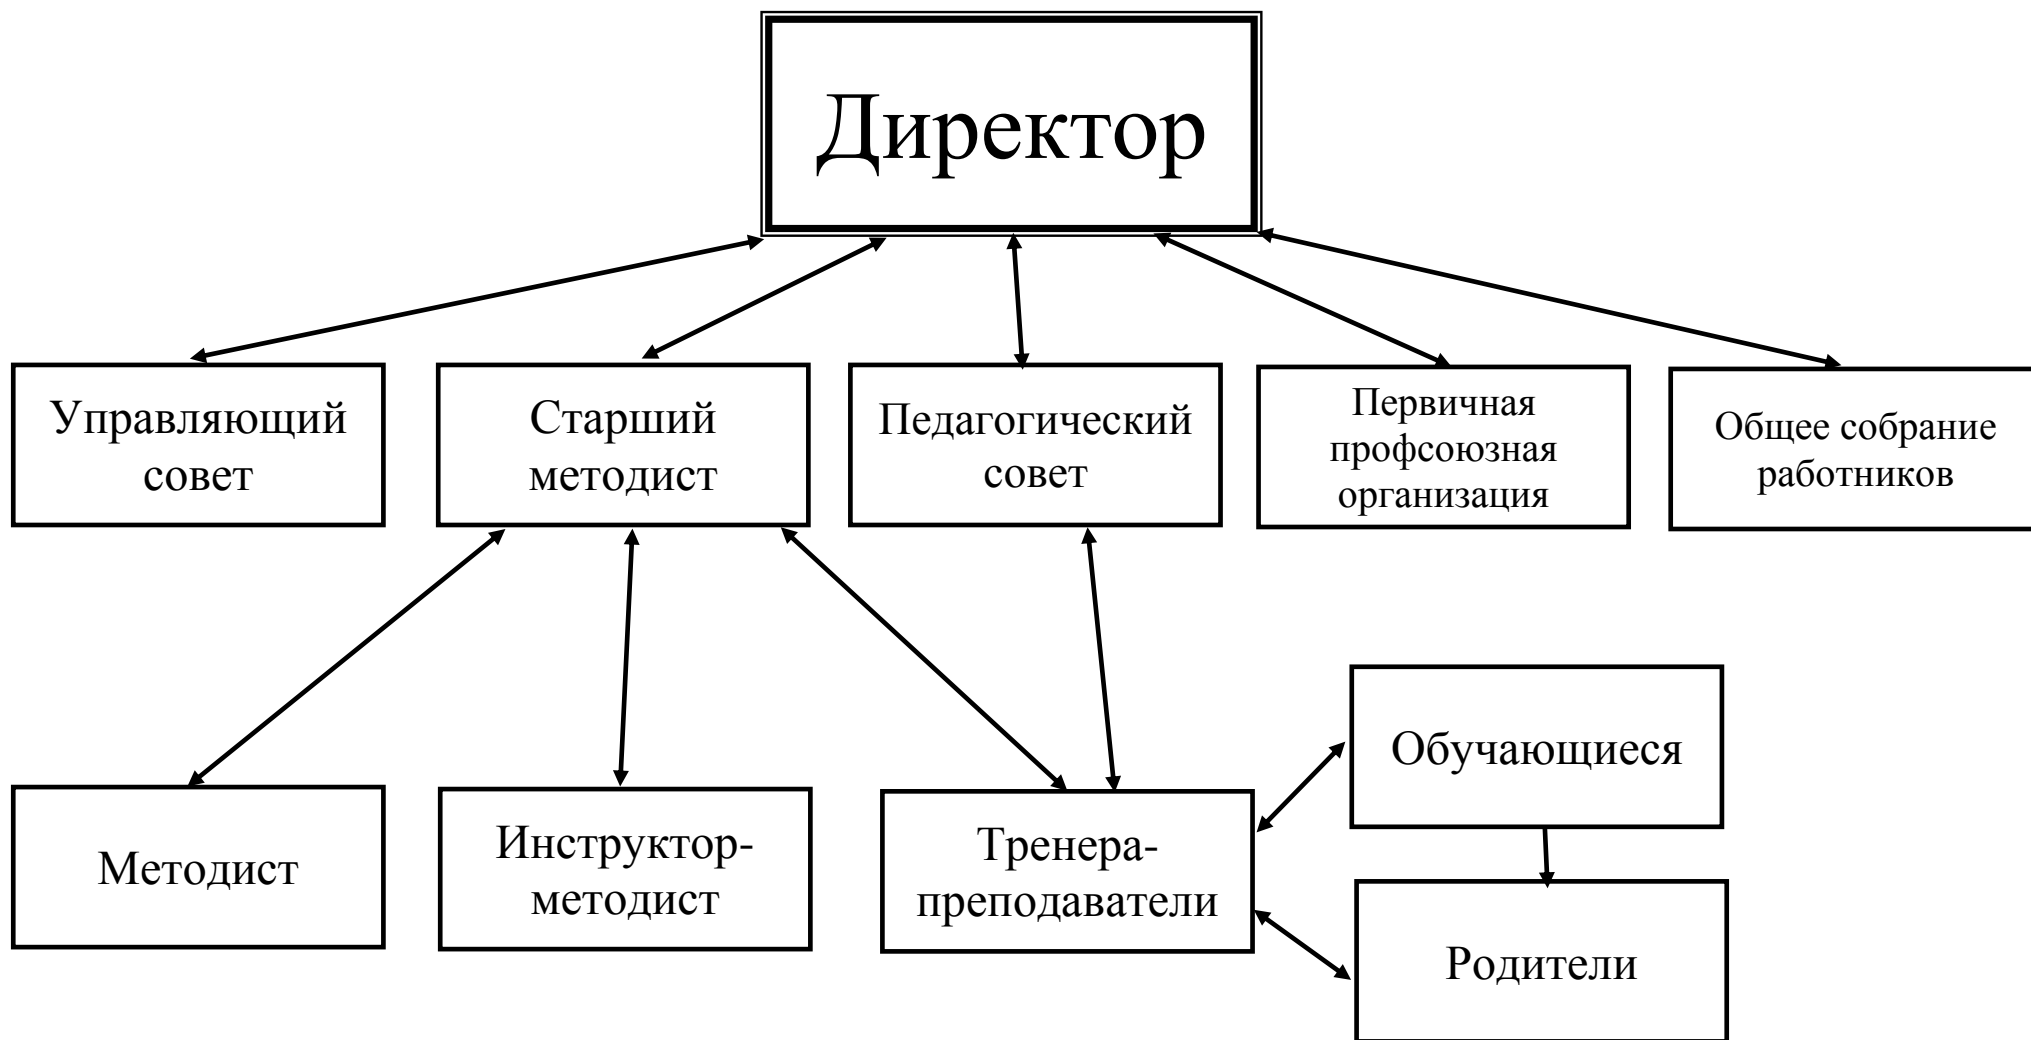 Директор
Управляющий
совет
Старший
методист
Педагогический
совет
Первичная
профсоюзная
организация
Общее собрание
работников
Методист
Инструктор-
методист
Тренера-
преподаватели
Обучающиеся
Родители